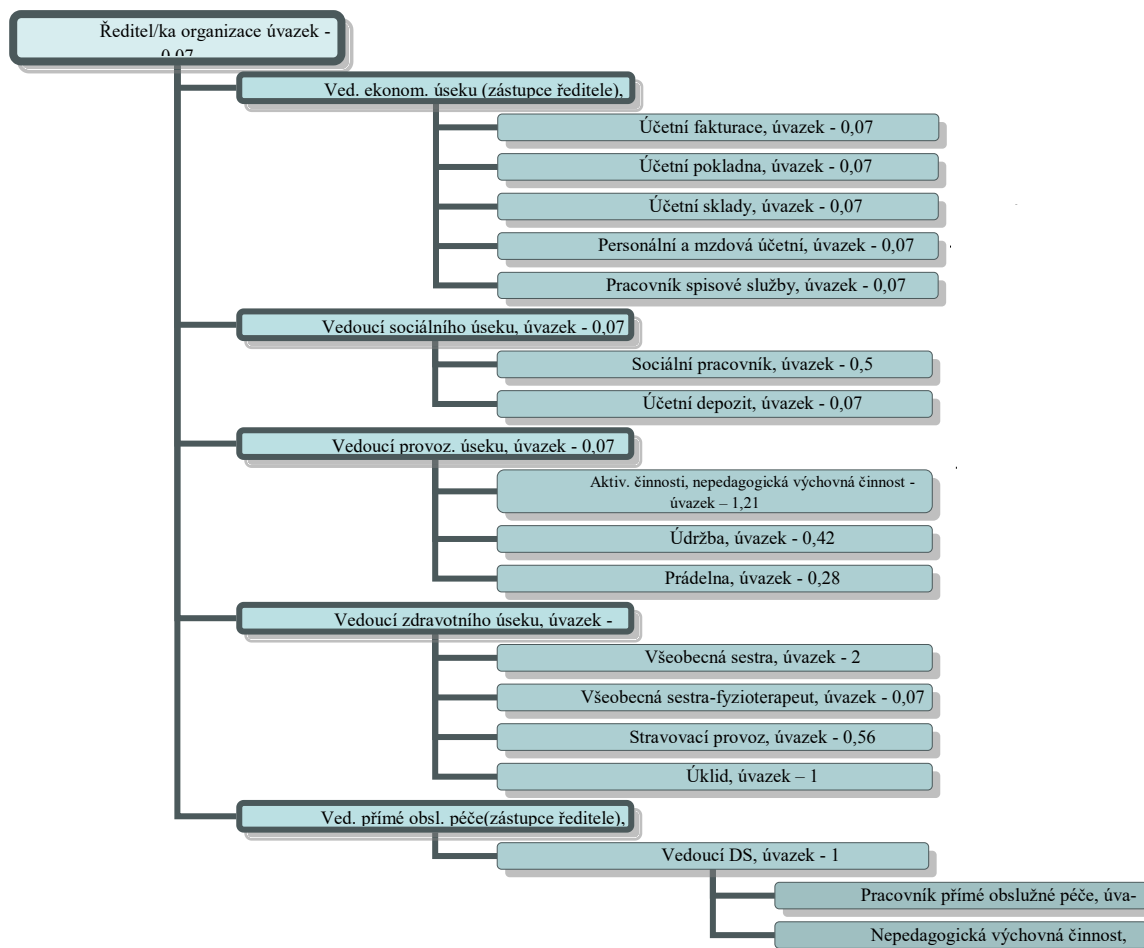 Ředitel/ka organizace úvazek -
0,07
Ved. ekonom. úseku (zástupce ředitele),
Účetní fakturace, úvazek - 0,07
Účetní pokladna, úvazek - 0,07
Účetní sklady, úvazek - 0,07
Personální a mzdová účetní, úvazek - 0,07
Pracovník spisové služby, úvazek - 0,07
Vedoucí sociálního úseku, úvazek - 0,07
Sociální pracovník, úvazek - 0,5
Účetní depozit, úvazek - 0,07
Vedoucí provoz. úseku, úvazek - 0,07
Aktiv. činnosti, nepedagogická výchovná činnost -
úvazek – 1,21
Údržba, úvazek - 0,42
Prádelna, úvazek - 0,28
Vedoucí zdravotního úseku, úvazek -
Všeobecná sestra, úvazek - 2
Všeobecná sestra-fyzioterapeut, úvazek - 0,07
Stravovací provoz, úvazek - 0,56
Úklid, úvazek – 1
Ved. přímé obsl. péče(zástupce ředitele),
Vedoucí DS, úvazek - 1
Pracovník přímé obslužné péče, úva-
Nepedagogická výchovná činnost,